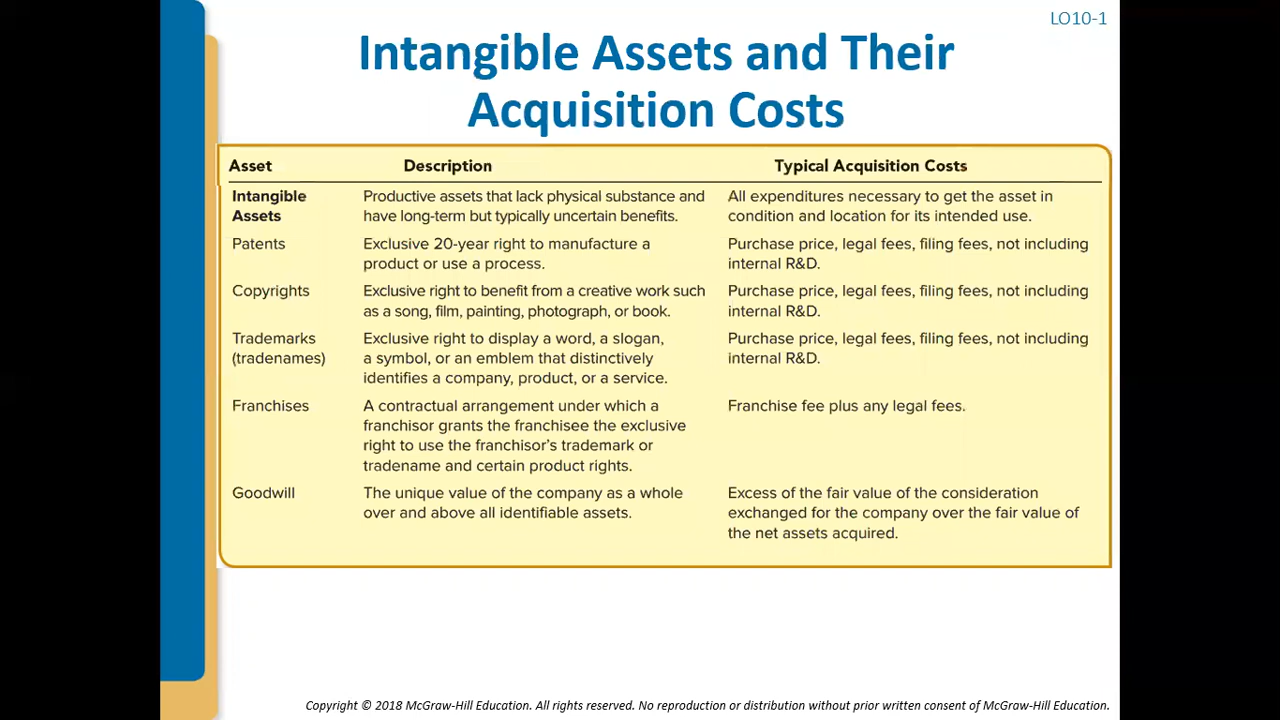 LO10-1
Intangible Assets and Their
Acquisition Costs
Asset Description Typical Acquisition Costs
Intangible Productive assets that lack physical substance and All expenditures necessary to get the asset in
Assets have long-term but typically uncertain benefits. condition and location for its intended use.
Patents Exclusive 20-year right to manufacture a Purchase price, legal fees, filing fees, not including
product or use a process. internal R&D.
Copyrights Exclusive right to benefit from a creative work such Purchase price, legal fees, filing fees, not including
as a song, film, painting, photograph, or book. internal R&D.
Trademarks Exclusive right to display a word, a slogan, Purchase price, legal fees, filing fees, not including
(tradenames) a symbol, or an emblem that distinctively internal R&D.
identifies a company, product, or a service.
Franchises A contractual arrangement under which a Franchise fee plus any legal fees.
franchisor grants the franchisee the exclusive
right to use the franchisor’s trademark or
tradename and certain product rights.
Goodwill The unique value of the company as a whole Excess of the fair value of the consideration
over and above all identifiable assets. exchanged for the company over the fair value of
the net assets acquired.
Copyright © 2018 McGraw-Hill Education. All rights reserved. No reproduction or distribution without prior written consent of McGraw-Hill Education.